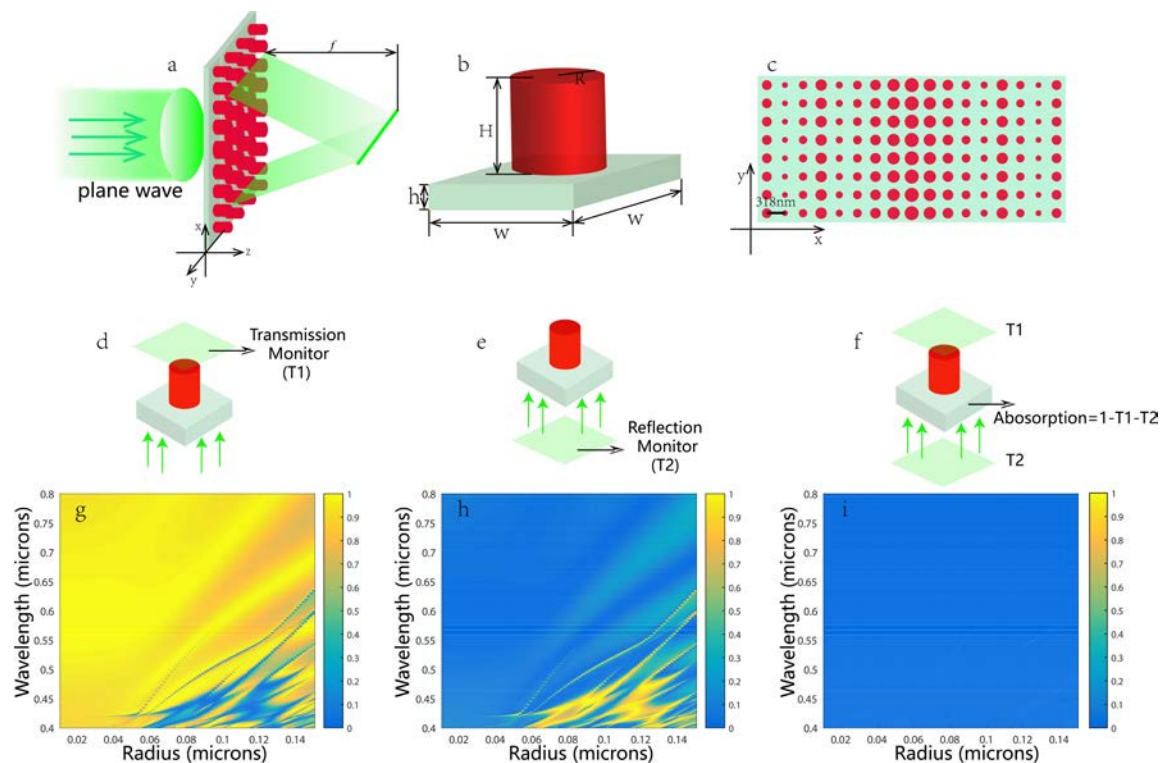 a
f
plane wave
x
z
y
b
R
H
h
w
w
c
y
318nm
x
d
Transmission
Monitor
(T1)
e
Reflection
Monitor
(T2)
f
T1
Abosorption=1-T1-T2
T2
g
Wavelength (microns)
0.8
0.75
0.7
0.65
0.6
0.55
0.5
0.45
0.4
0.02 0.04 0.06 0.08 0.1 0.12 0.14
Radius (microns)
1
0.9
0.8
0.7
0.6
0.5
0.4
0.3
0.2
0.1
0
h
Wavelength (microns)
0.8
0.75
0.7
0.65
0.6
0.55
0.5
0.45
0.4
0.02 0.04 0.06 0.08 0.1 0.12 0.14
Radius (microns)
1
0.9
0.8
0.7
0.6
0.5
0.4
0.3
0.2
0.1
0
i
Wavelength (microns)
0.8
0.75
0.7
0.65
0.6
0.55
0.5
0.45
0.4
0.02 0.04 0.06 0.08 0.1 0.12 0.14
Radius (microns)
1
0.9
0.8
0.7
0.6
0.5
0.4
0.3
0.2
0.1
0